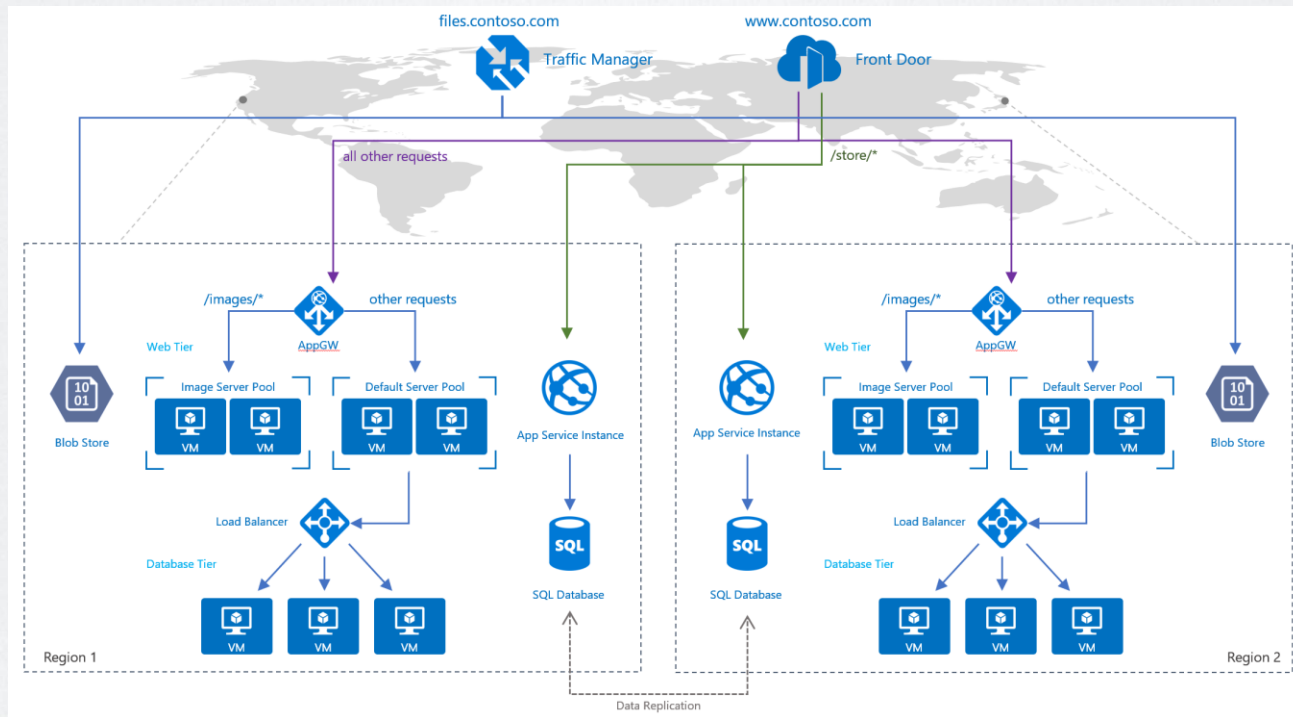 files.contoso.com
www.contoso.com
Traffic Manager
Front Door
all other requests
/store/*
/images/*
other requests
AppGW
Web Tier
Image Server Pool
Default Server Pool
10
01
VM
VM
VM
VM
Blob Store
App Service Instance
Load Balancer
SQL
Database Tier
SQL Database
VM
VM
VM
Region 1
/images/*
other requests
AppGW
Web Tier
Image Server Pool
Default Server Pool
10
01
VM
VM
VM
VM
App Service Instance
Blob Store
Load Balancer
SQL
Database Tier
SQL Database
VM
VM
VM
Region 2
Data Replication